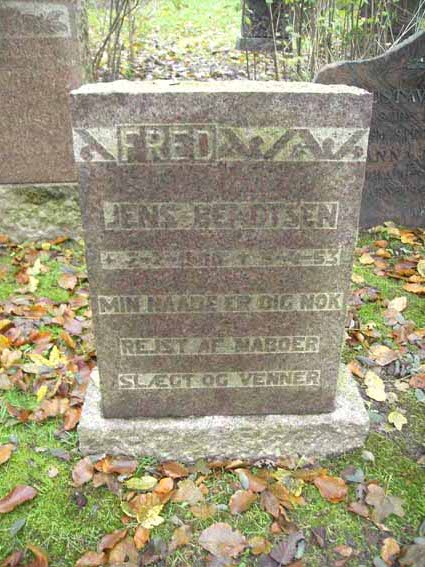 FRED
JENS BENDTSEN
MIN NAADE ER DIG NOK
REJST AF NABOER
SLÆGT OG VENNER